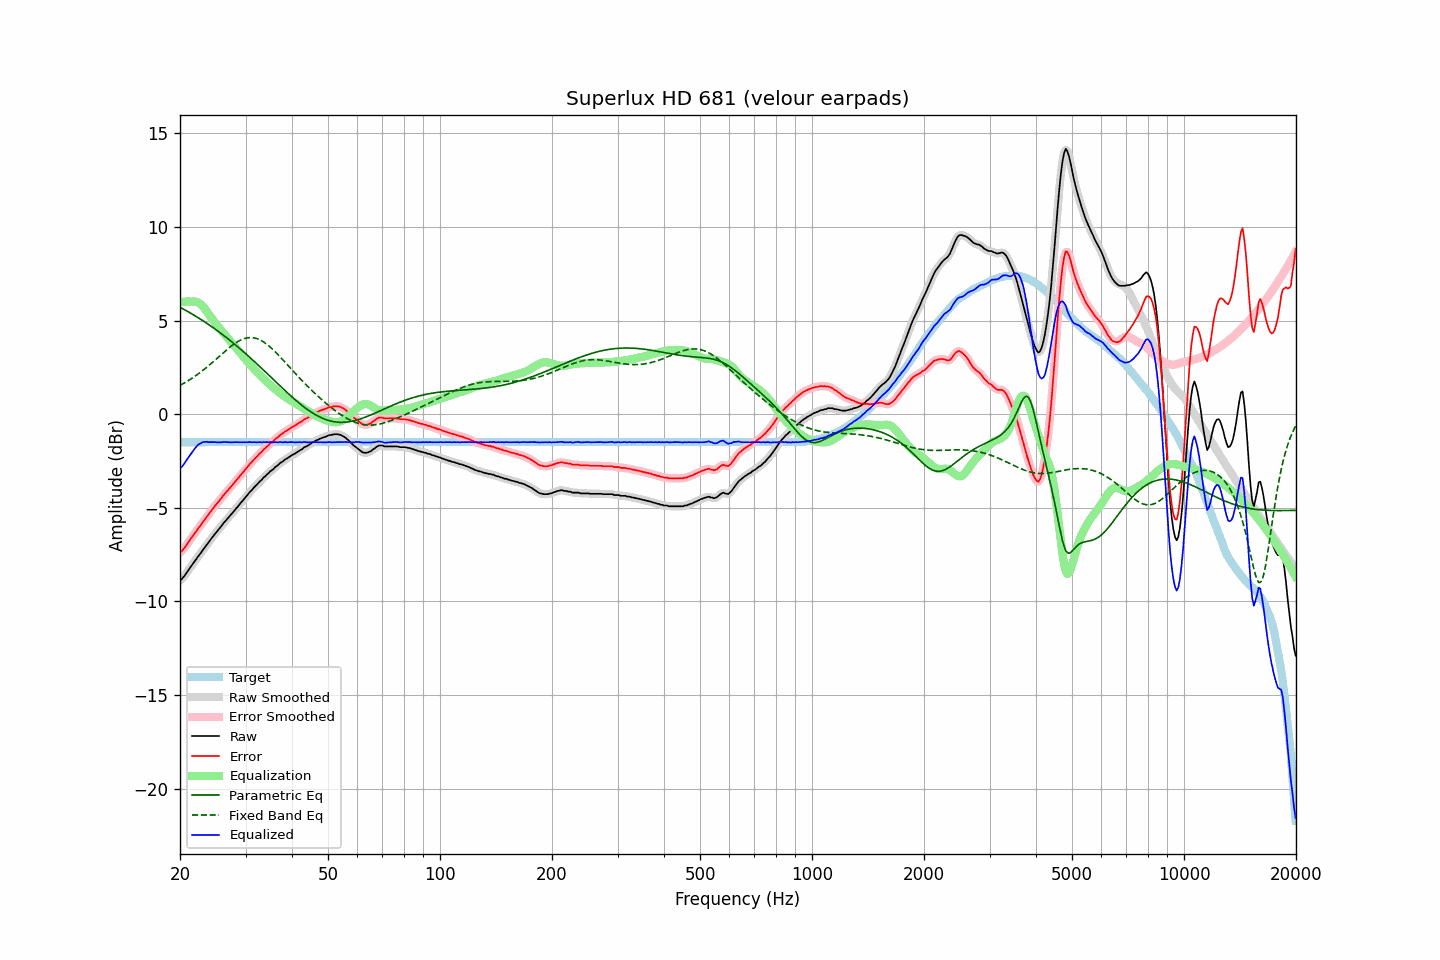 Superlux HD 681 (velour earpads)
15
10
5
0
−5
−10
−15
−20
Amplitude (dBr)
Target
Raw Smoothed
Error Smoothed
Raw
Error
Equalization
Parametric Eq
Fixed Band Eq
Equalized
20 50 100 200 500 1000 2000 5000 10000 20000
Frequency (Hz)